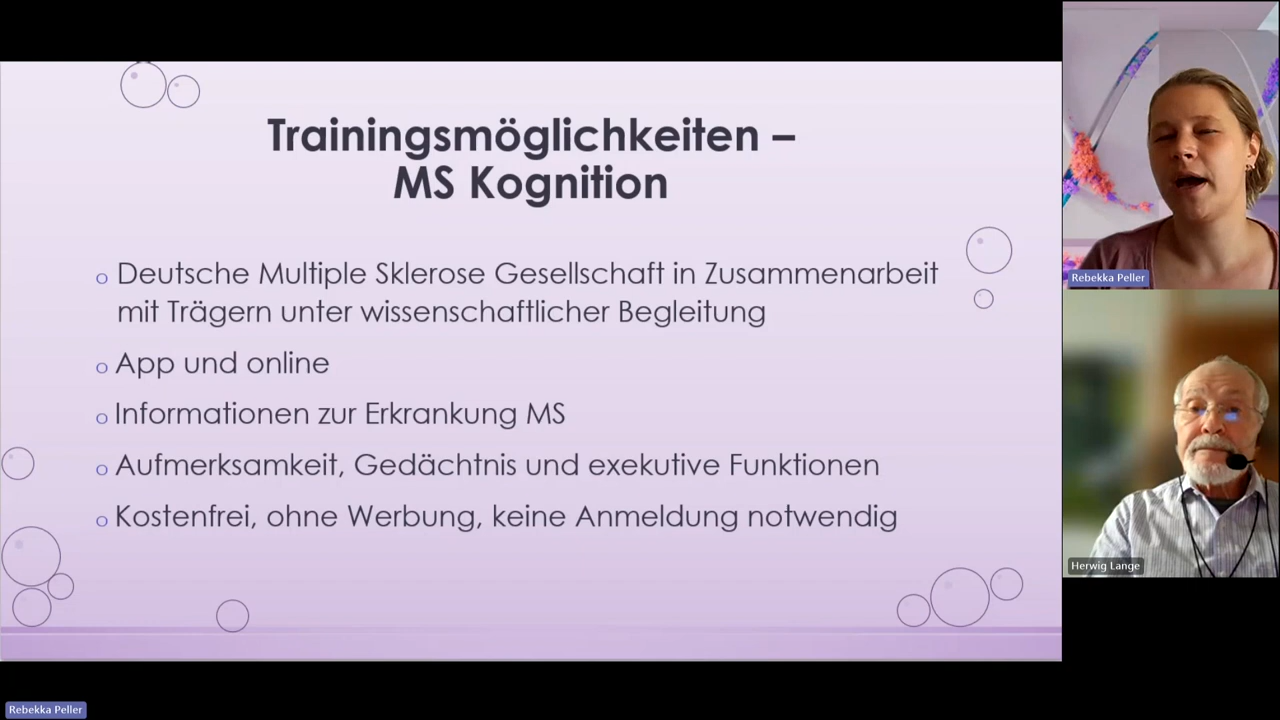 Trainingsmöglichkeiten –
MS Kognition
o Deutsche Multiple Sklerose Gesellschaft in Zusammenarbeit
mit Trägern unter wissenschaftlicher Begleitung
o App und online
o Informationen zur Erkrankung MS
o Aufmerksamkeit, Gedächtnis und exekutive Funktionen
o Kostenfrei, ohne Werbung, keine Anmeldung notwendig
Rebekka Peller
Herwig Lange
Rebekka Peller